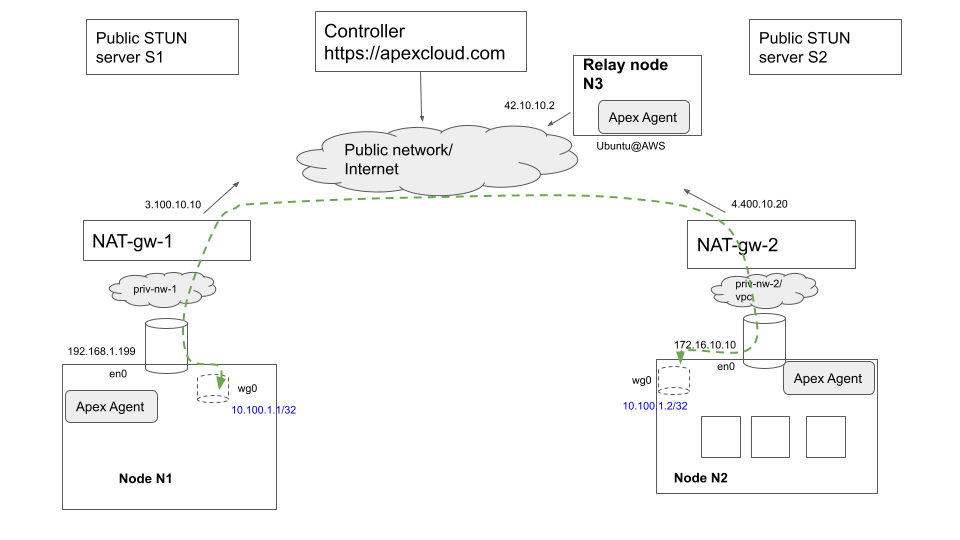 Public STUN
server S1
Controller
https://apexcloud.com
Public STUN
server S2
Relay node
N3
42.10.10.2
Apex Agent
Ubuntu@AWS
Public network/
Internet
3.100.10.10
4.400.10.20
NAT-gw-1
NAT-gw-2
priv-nw-1
priv-nw-2/
vpc
192.168.1.199
172.16.10.10
en0
en0
wg0
wg0
Apex Agent
Apex Agent
10.100.1.1/32
10.100.1.2/32
Node N1
Node N2